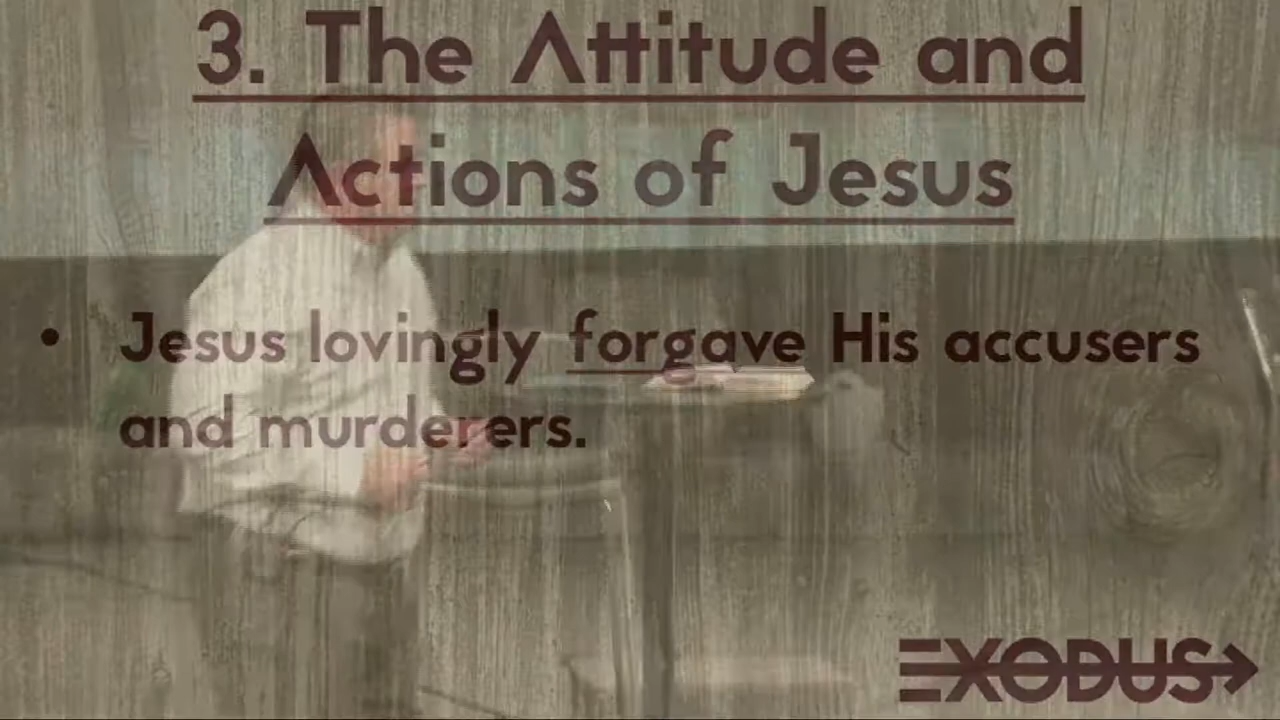 3. The Attitude and
Actions of Jesus
• Jesus lovingly forgave His accusers
and murderers.
EXODUS